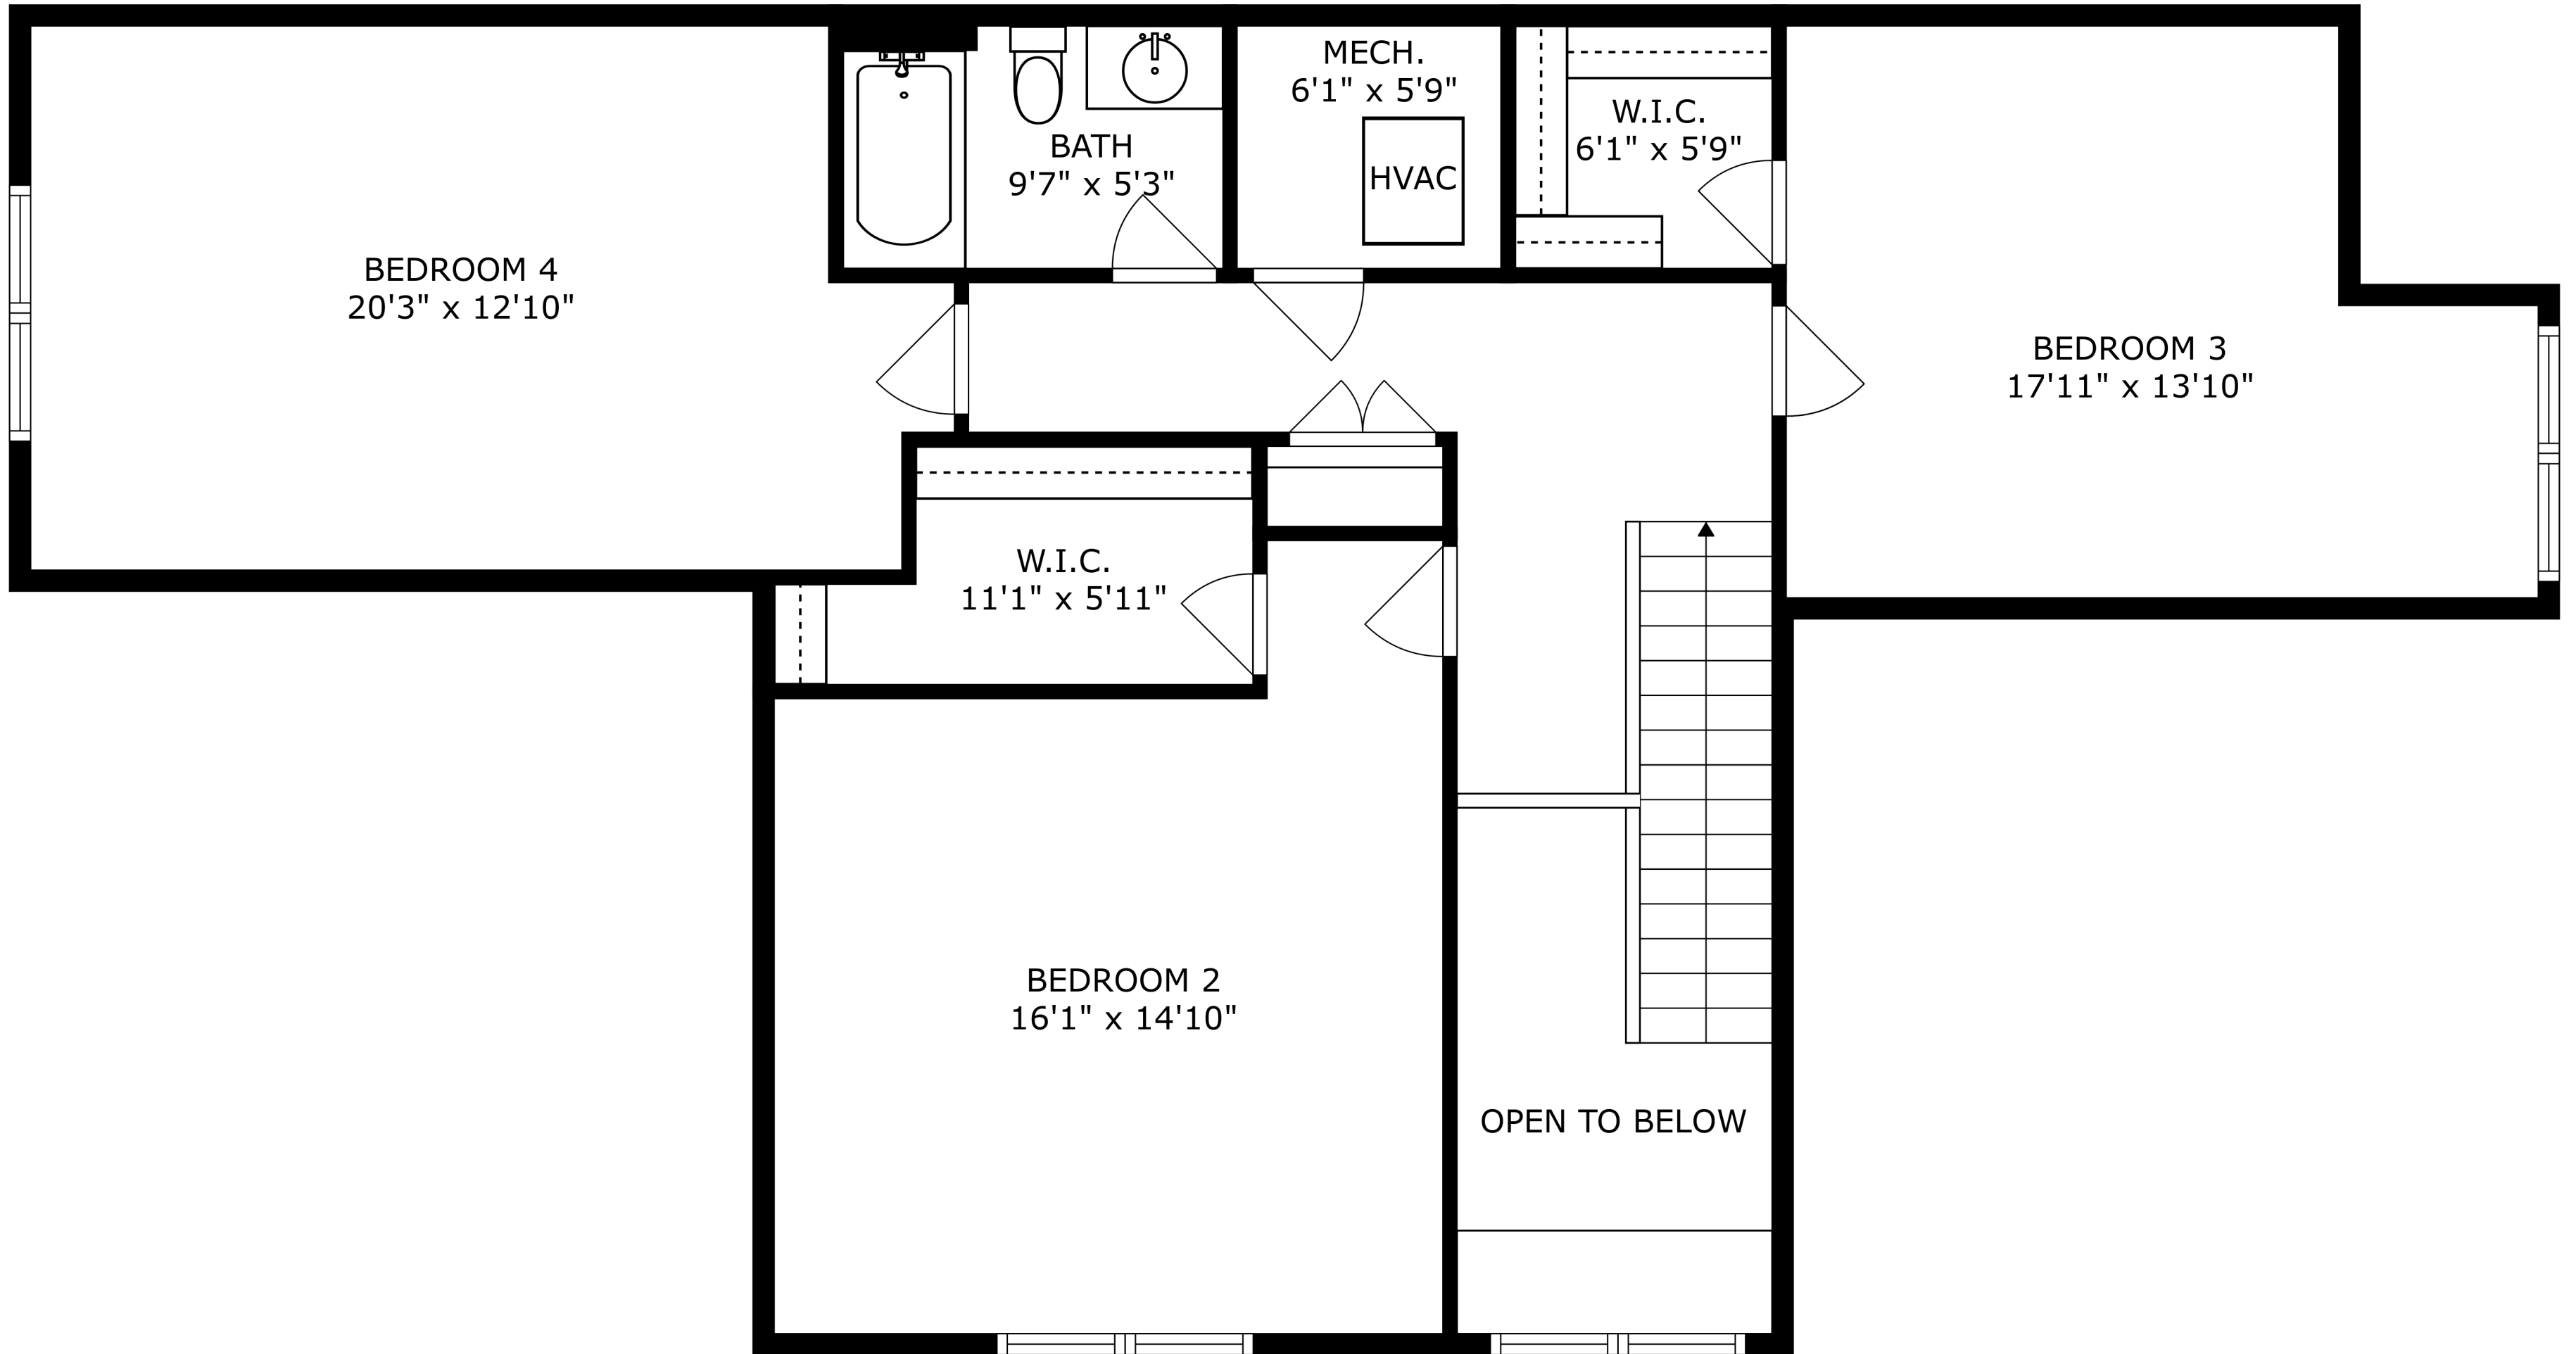 MECH.
6'1" x 5'9"
W.I.C.
6'1" x 5'9"
BATH
9'7" x 5'3"
HVAC
BEDROOM 4
20'3" x 12'10"
BEDROOM 3
17'11" x 13'10"
W.I.C.
11'1" x 5'11"
BEDROOM 2
16'1" x 14'10"
OPEN TO BELOW